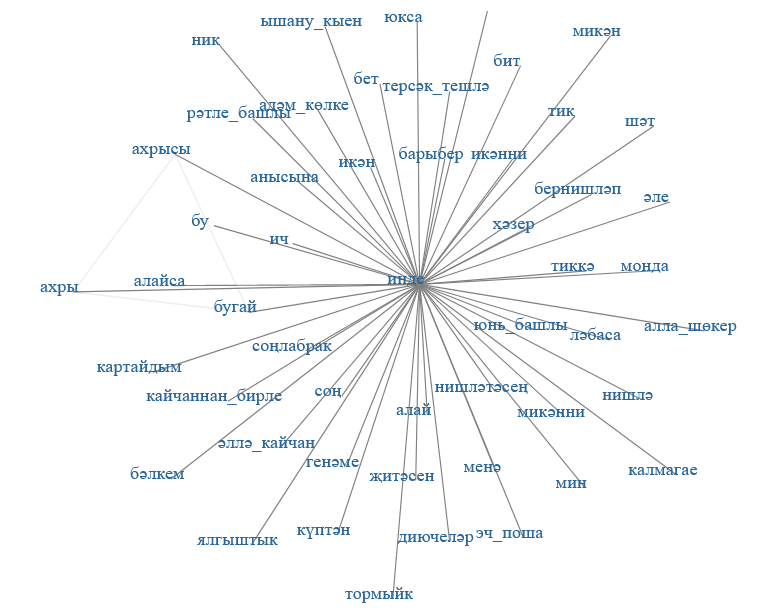 юкса
ышану_кыен
микән
ник
бит
бет
терсәк_тешлә
әләм_көлке
рәтле_башлы
тик
шәт
ахрысы
барыбер
икәнни
икән
анысына
бернишләп
әле
бу
хәзер
ич
тиккә
монда
инде
алайса
ахры
бугай
юнь_башлы
алла_шөкер
ләбаса
соңлабрак
картайдым
нишләтәсең
соң
кайчаннан_бирле
нишлә
алай
микәнни
әллә_кайчан
генәме
менә
калмагае
бәлкем
җитәсен
мин
күптән
эч_поша
диючеләр
ялгыштык
тормыйк